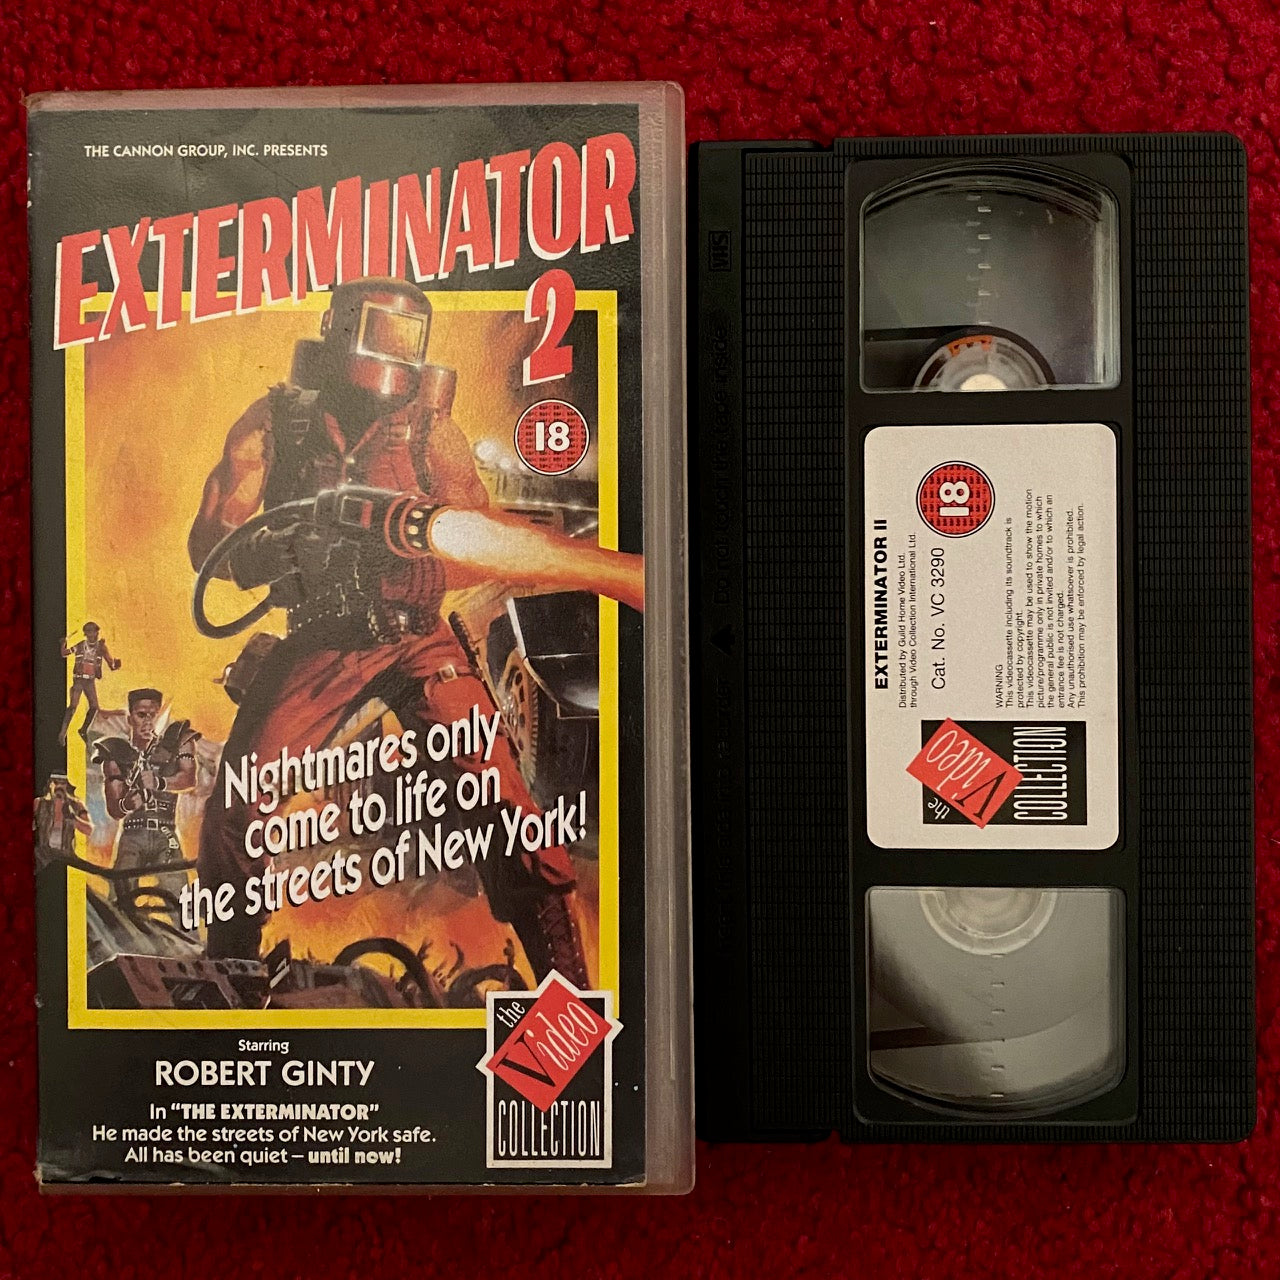 THE CANNON GROUP, INC. PRESENTS
EXTERMINATOR
2
18
Nightmares only
come to life on
the streets of New York!
Starring
ROBERT GINTY
In “THE EXTERMINATOR”
He made the streets of New York safe.
All has been quiet – until now!
the
Video
COLLECTION
VHS
EXTERMINATOR II
Distributed by Guild Home Video Ltd.
through Video Collection International Ltd.
Cat. No. VC 3290
18
WARNING
This videocassette including its soundtrack is
protected by copyright.
This videocassette may be used to show the motion
picture/programme only in private homes to which
the general public is not invited and/or to which an
entrance fee is not charged.
Any unauthorised use whatsoever is prohibited.
This prohibition may be enforced by legal action.
the
Video
COLLECTION